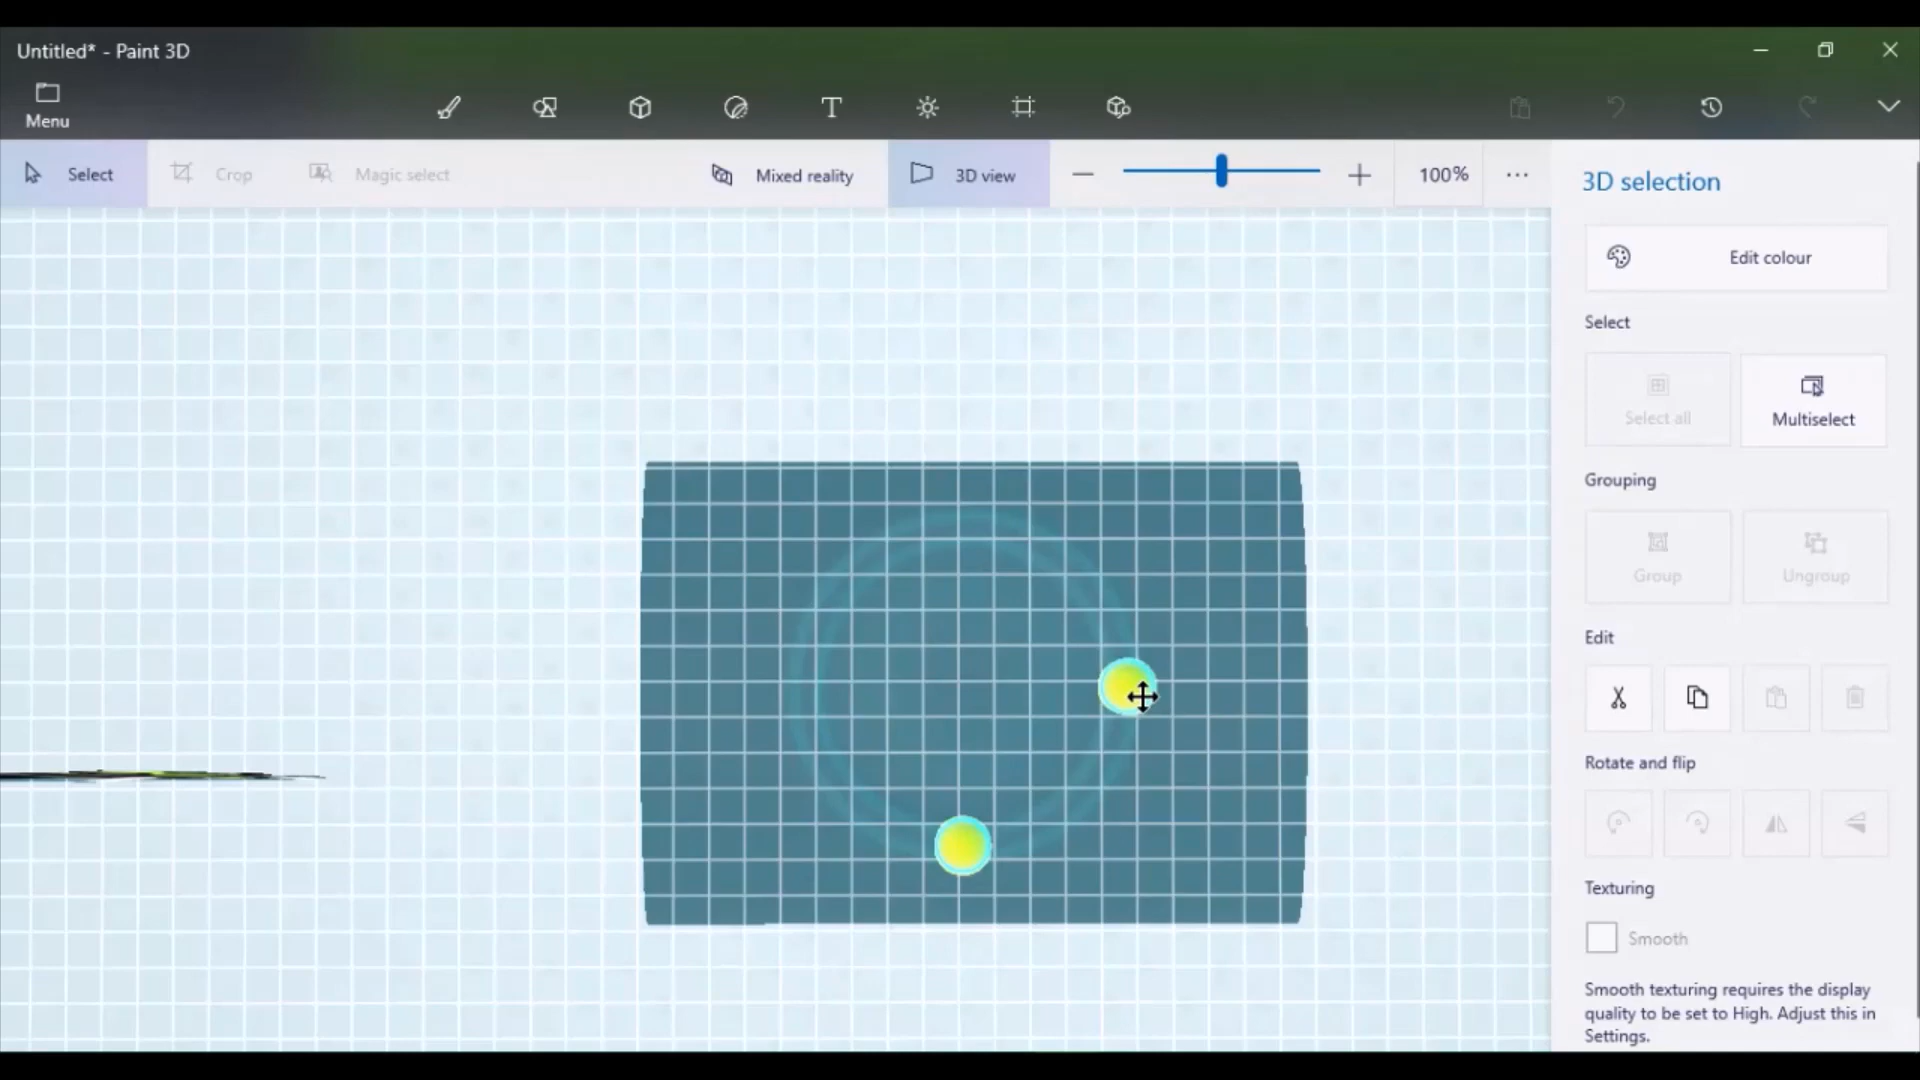 Untitled* - Paint 3D
Menu
Select
Crop
Magic select
Mixed reality
3D view
100%
3D selection
Edit colour
Select
Select all
Multiselect
Grouping
Group
Ungroup
Edit
Rotate and flip
Texturing
Smooth
Smooth texturing requires the display
quality to be set to High. Adjust this in
Settings.